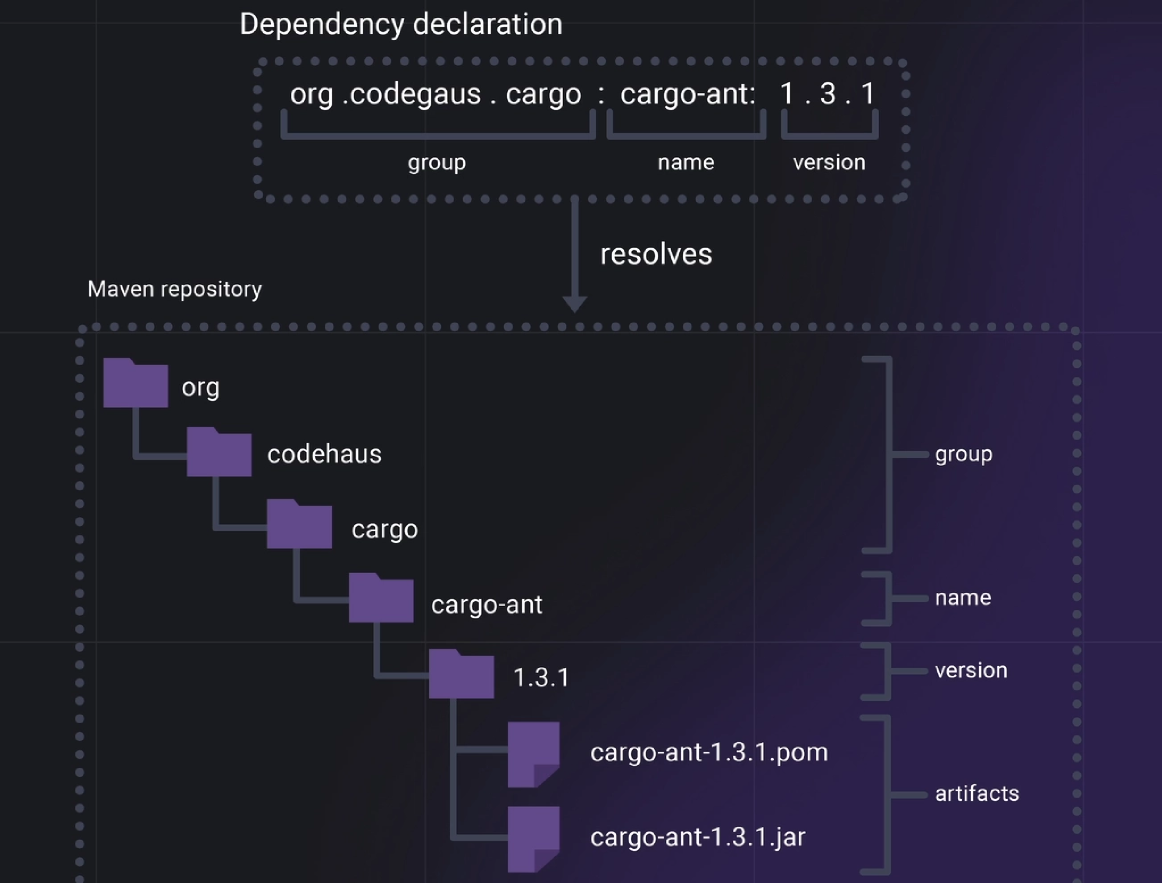 Dependency declaration
org .codegaus . cargo : cargo-ant: 1 . 3 . 1
group name version
resolves
Maven repository
org
codehaus
group
cargo
cargo-ant
name
1.3.1
version
cargo-ant-1.3.1.pom
artifacts
cargo-ant-1.3.1.jar